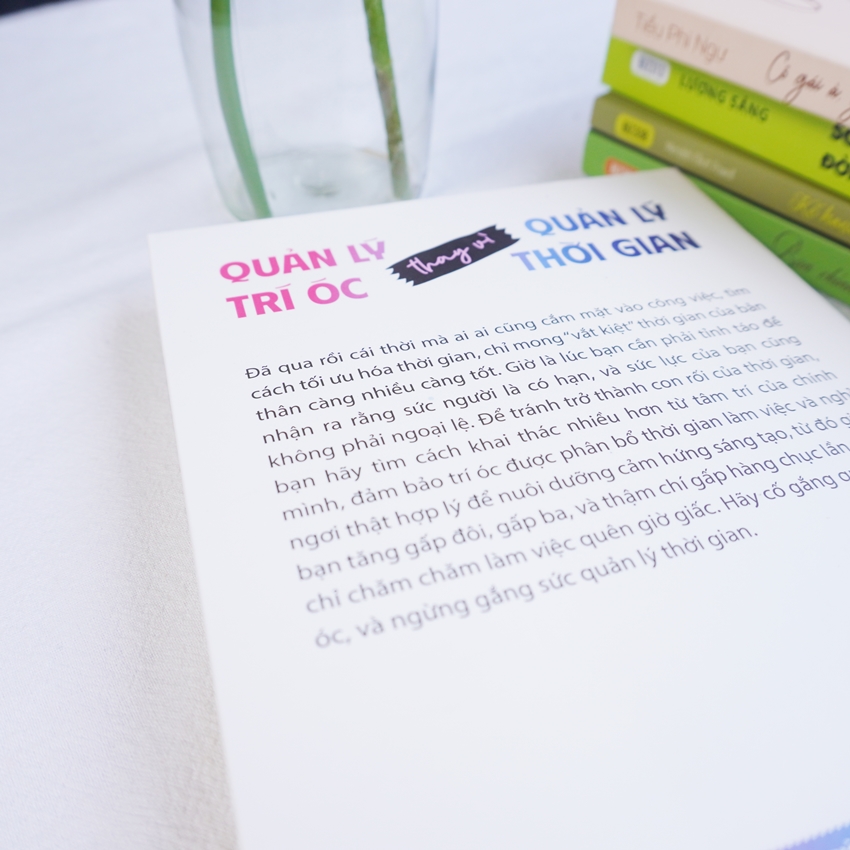 QUẢN LÝ TRÍ ÓC thay vì QUẢN LÝ THỜI GIAN
Đã qua rồi cái thời mà ai ai cũng cắm mặt vào công việc, tìm
cách tối ưu hóa thời gian, chỉ mong “vắt kiệt” thời gian của bản
thân càng nhiều càng tốt. Giờ là lúc bạn cần phải tỉnh táo để
nhận ra rằng sức người là có hạn, và sức lực của bạn cũng
không phải ngoại lệ. Để tránh trở thành con rối của thời gian,
bạn hãy tìm cách khai thác nhiều hơn từ tâm trí của chính
mình, đảm bảo trí óc được phân bổ thời gian làm việc và
ngơi thật hợp lý để nuôi dưỡng cảm hứng sáng tạo, từ đó
bạn tăng gấp đôi, gấp ba, và thậm chí gấp hàng chục lần
chỉ chăm chăm làm việc quên giờ giấc. Hãy cố gắng
óc, và ngừng gắng sức quản lý thời gian.
Tiểu Phi Ngư
Cô gái à
LƯƠNG SẢNG